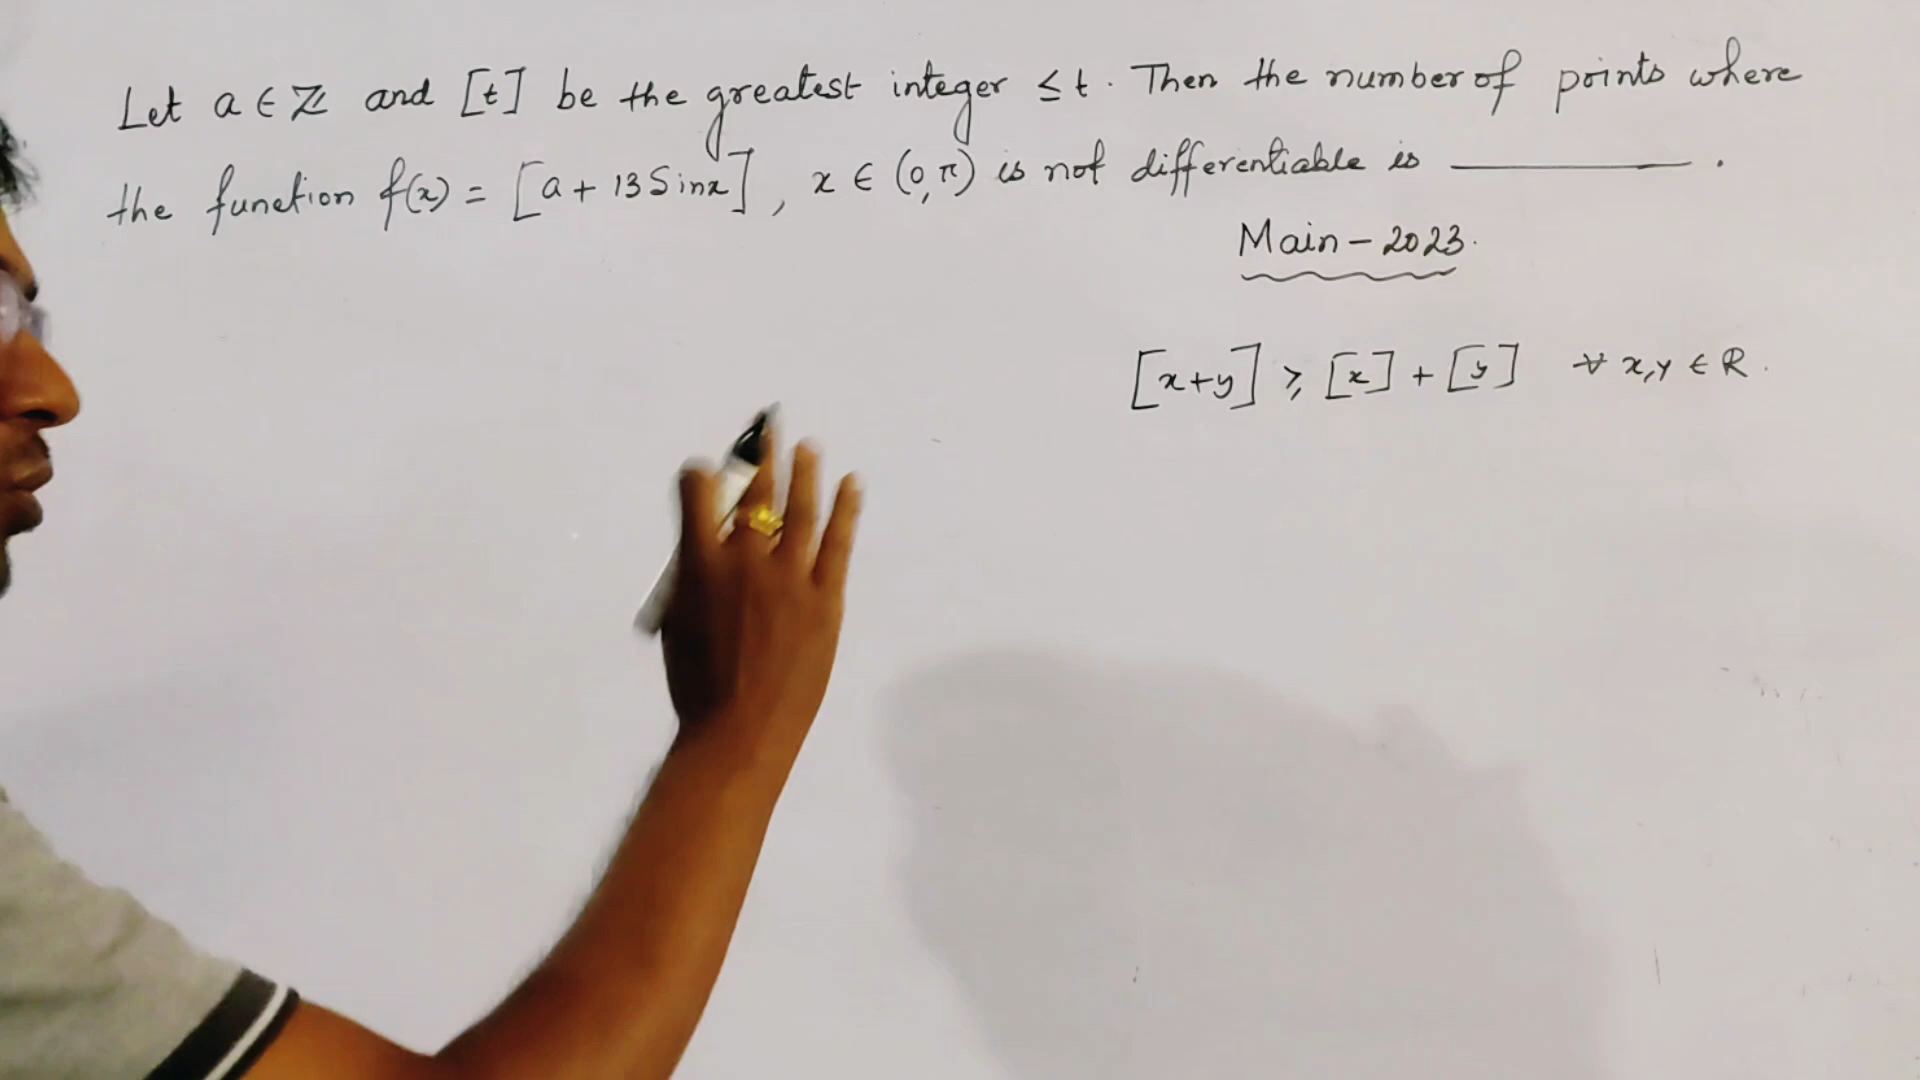 Let a ∈ ℤ and [t] be the greatest integer ≤ t. Then the number of points where
the function f(x) = [a + 13 Sinx], x ∈ (0, π) is not differentiable is ________.
Main - 2023.
[x+y] ⩾ [x] + [y] ∀ x,y ∈ R.